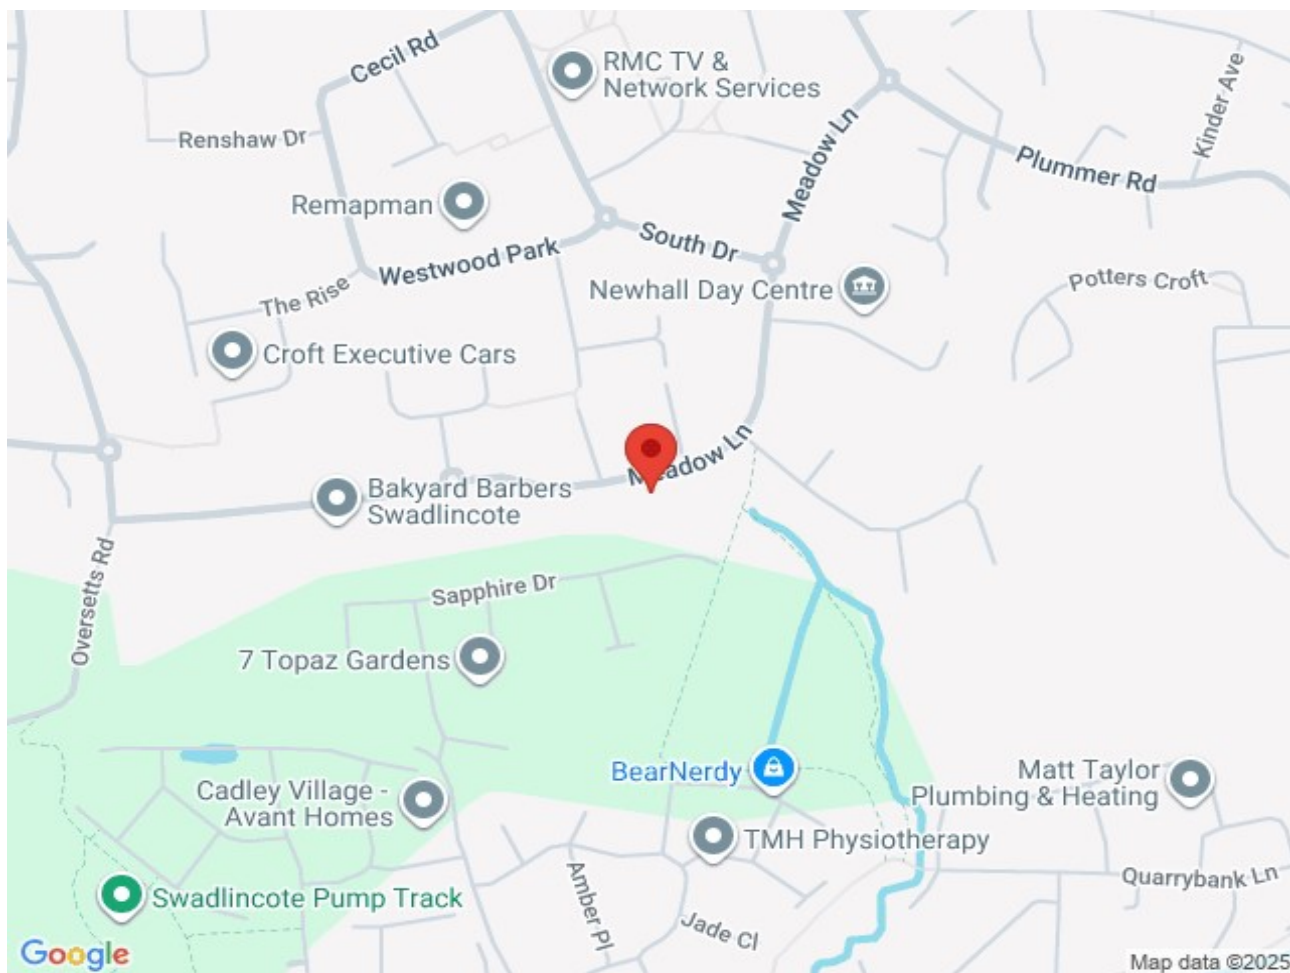 Cecil Rd
RMC TV &
Network Services
Kinder Ave
Renshaw Dr
Meadow Ln
Plummer Rd
Remapman
South Dr
Westwood Park
The Rise
Newhall Day Centre
Potters Croft
Croft Executive Cars
Meadow Ln
Bakyard Barbers
Swadlincote
Oversetts Rd
Sapphire Dr
7 Topaz Gardens
BearNerdy
Matt Taylor
Plumbing & Heating
Cadley Village -
Avant Homes
TMH Physiotherapy
Quarrybank Ln
Amber Pl
Swadlincote Pump Track
Jade Cl
Google
Map data ©2025